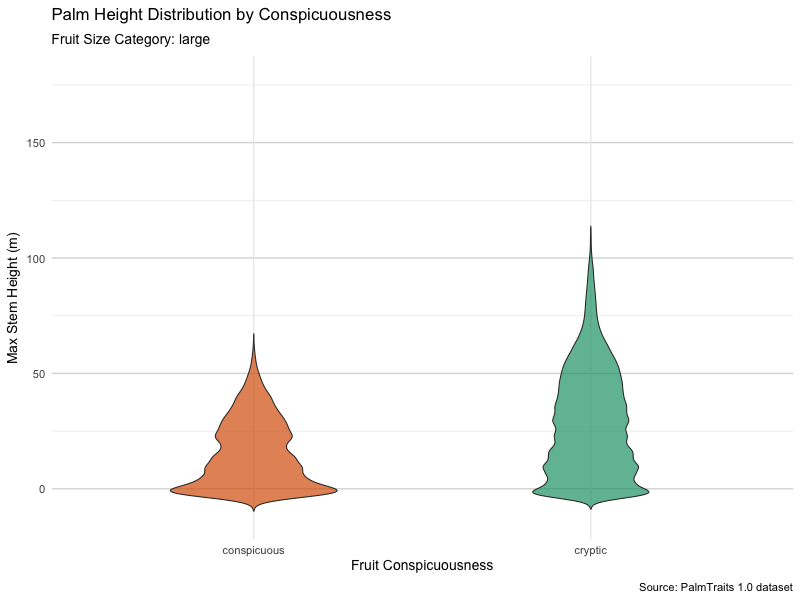 Palm Height Distribution by Conspicuousness
Fruit Size Category: large
Max Stem Height (m)
150
100
50
0
conspicuous
cryptic
Fruit Conspicuousness
Source: PalmTraits 1.0 dataset